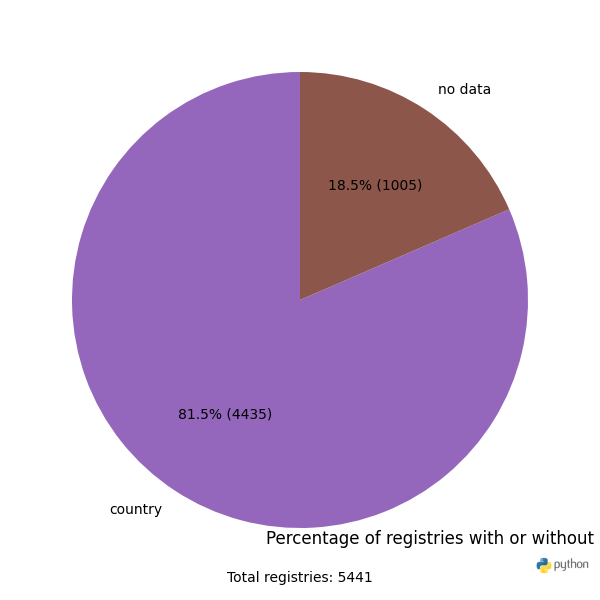 no data
18.5% (1005)
81.5% (4435)
country
Percentage of registries with or without
python
Total registries: 5441